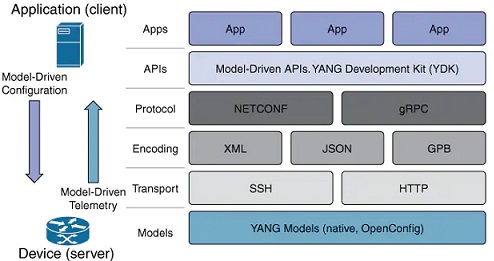 Application (client)
Model-Driven
Configuration
Model-Driven
Telemetry
Device (server)
Apps
App
App
App
APIs
Model-Driven APIs. YANG Development Kit (YDK)
Protocol
NETCONF
gRPC
Encoding
XML
JSON
GPB
Transport
SSH
HTTP
Models
YANG Models (native, OpenConfig)